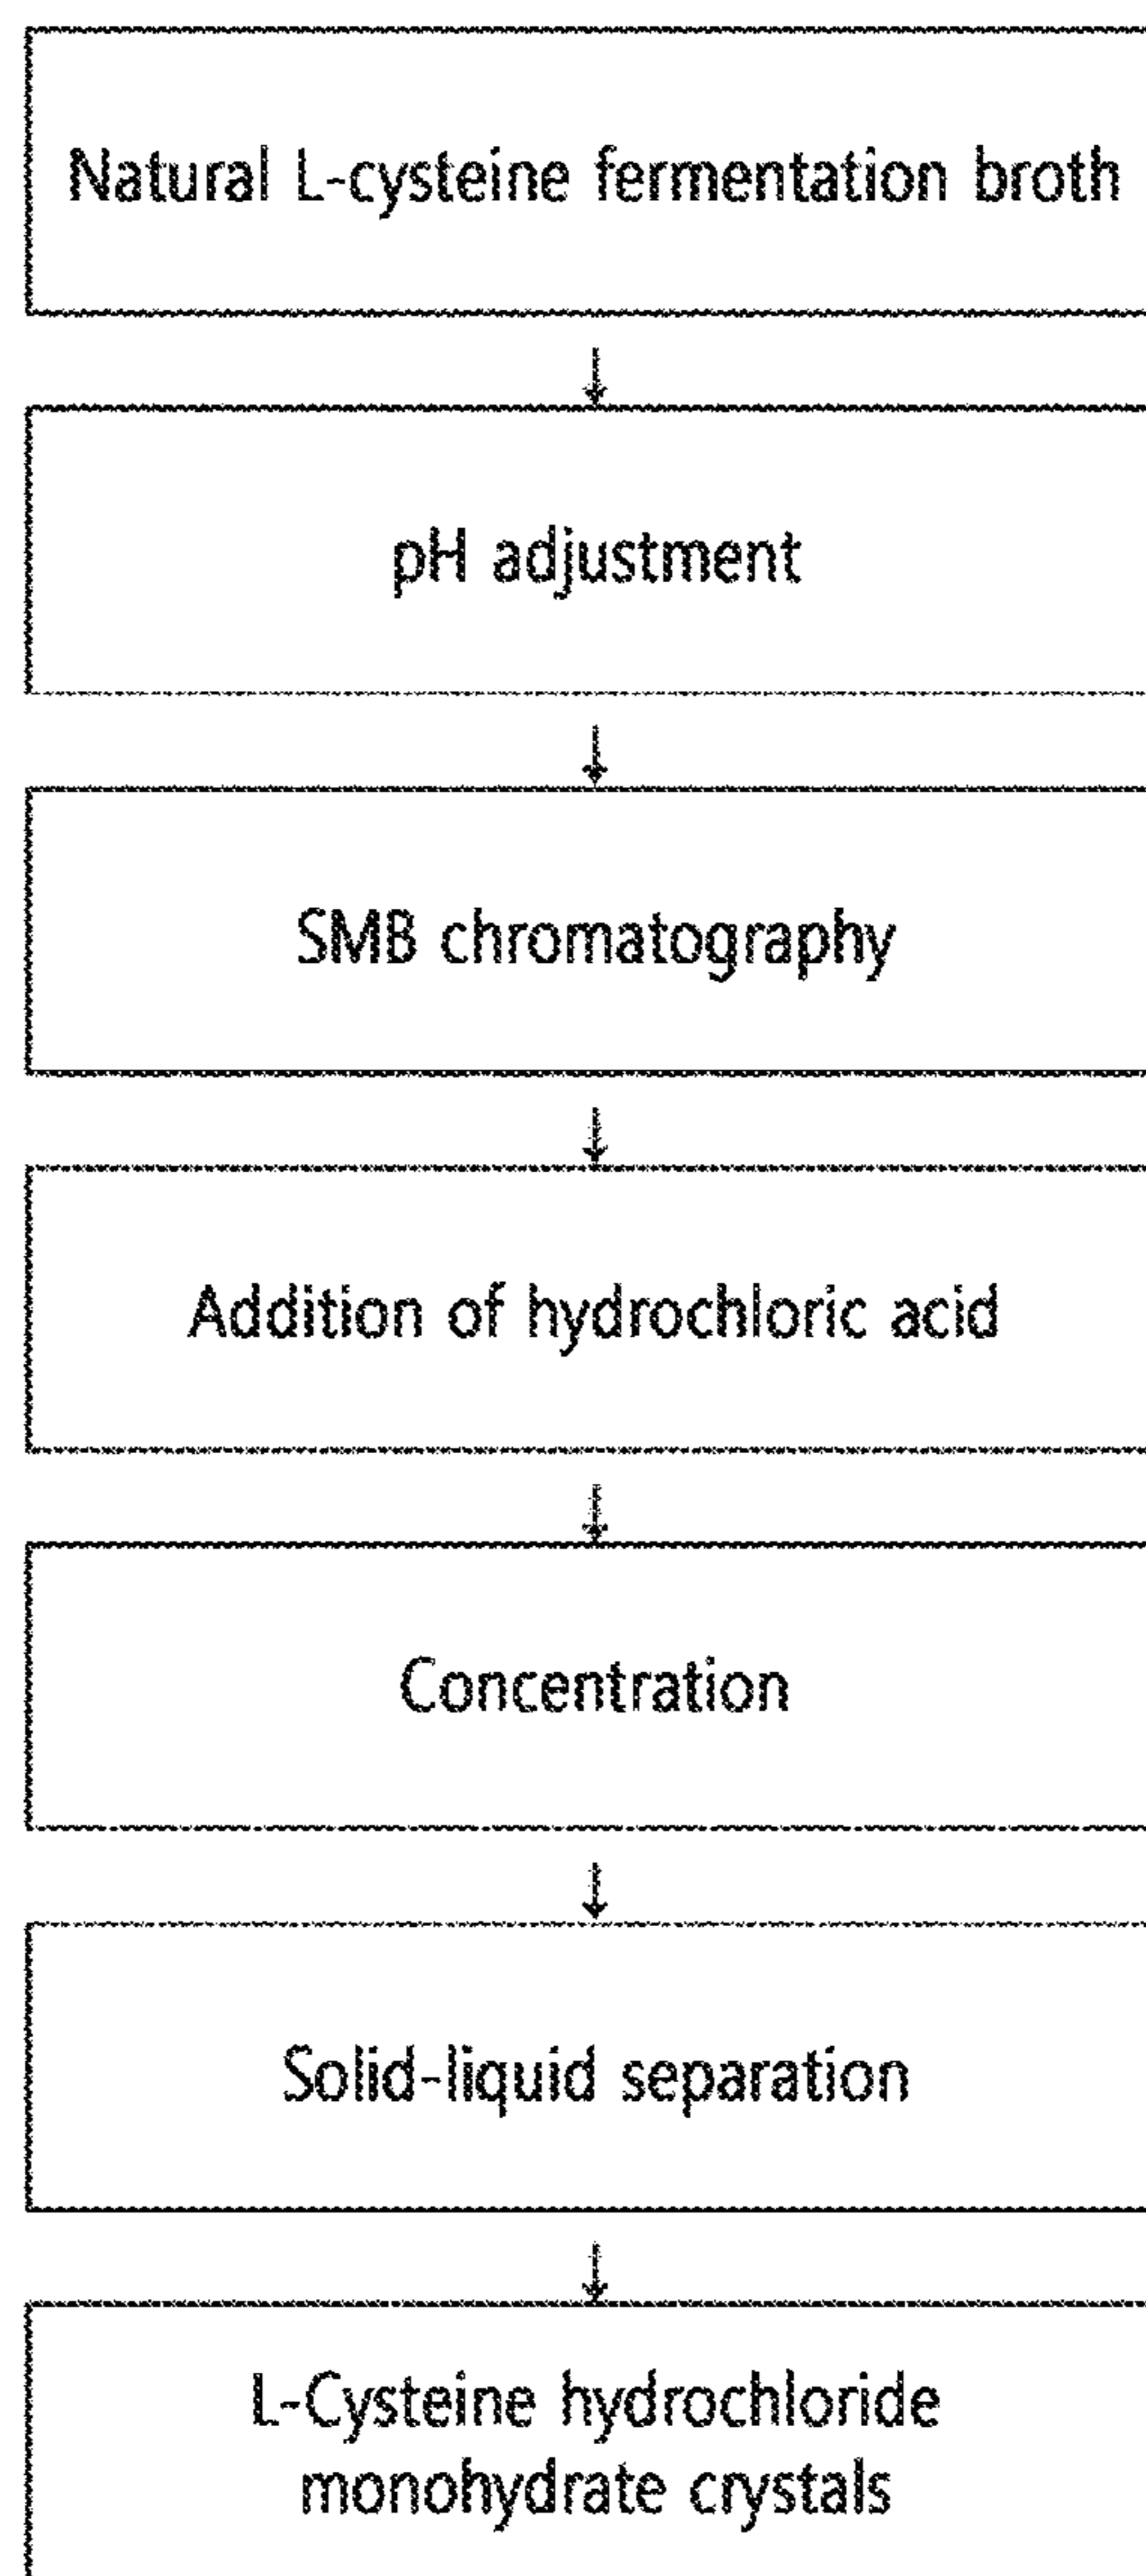 Natural L-cysteine fermentation broth
↓
pH adjustment
↓
SMB chromatography
↓
Addition of hydrochloric acid
↓
Concentration
↓
Solid-liquid separation
↓
L-Cysteine hydrochloride
monohydrate crystals